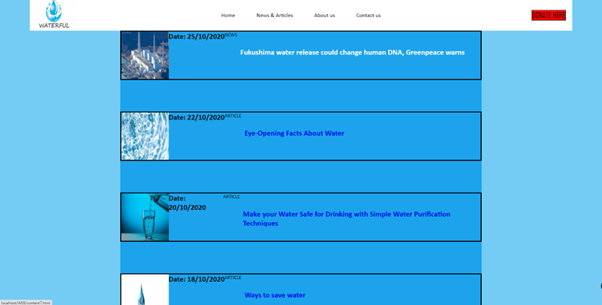 WATERFUL
Home News & Articles About us Contact us
DONATE HERE
Date: 25/10/2020 NEWS
Fukushima water release could change human DNA, Greenpeace warns
Date: 22/10/2020 ARTICLE
Eye-Opening Facts About Water
Date: ARTICLE
20/10/2020
Make your Water Safe for Drinking with Simple Water Purification
Techniques
Date: 18/10/2020 ARTICLE
Ways to save water